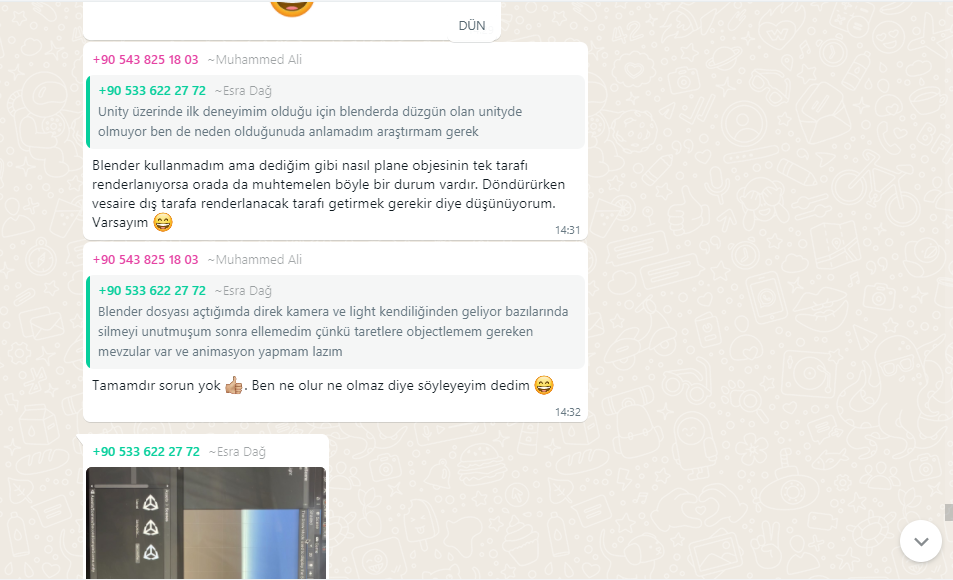 DÜN
+90 543 825 18 03 ~Muhammed Ali
+90 533 622 27 72 ~Esra Dağ
Unity üzerinde ilk deneyimim olduğu için blenderda düzgün olan unityde
olmuyor ben de neden olduğunuda anlamadım araştırmam gerek
Blender kullanmadım ama dediğim gibi nasıl plane objesinin tek tarafı
renderlanıyorsa orada da muhtemelen böyle bir durum vardır. Döndürürken
vesaire dış tarafa renderlanacak tarafı getirmek gerekir diye düşünüyorum.
Varsayım 😄
14:31
+90 543 825 18 03 ~Muhammed Ali
+90 533 622 27 72 ~Esra Dağ
Blender dosyası açtığımda direk kamera ve light kendiliğinden geliyor bazılarında
silmeyi unutmuşum sonra ellemedim çünkü taretlere objectlemem gereken
mevzular var ve animasyon yapmam lazım
Tamamdır sorun yok 👍🏼. Ben ne olur ne olmaz diye söyleyeyim dedim 😄
14:32
+90 533 622 27 72 ~Esra Dağ